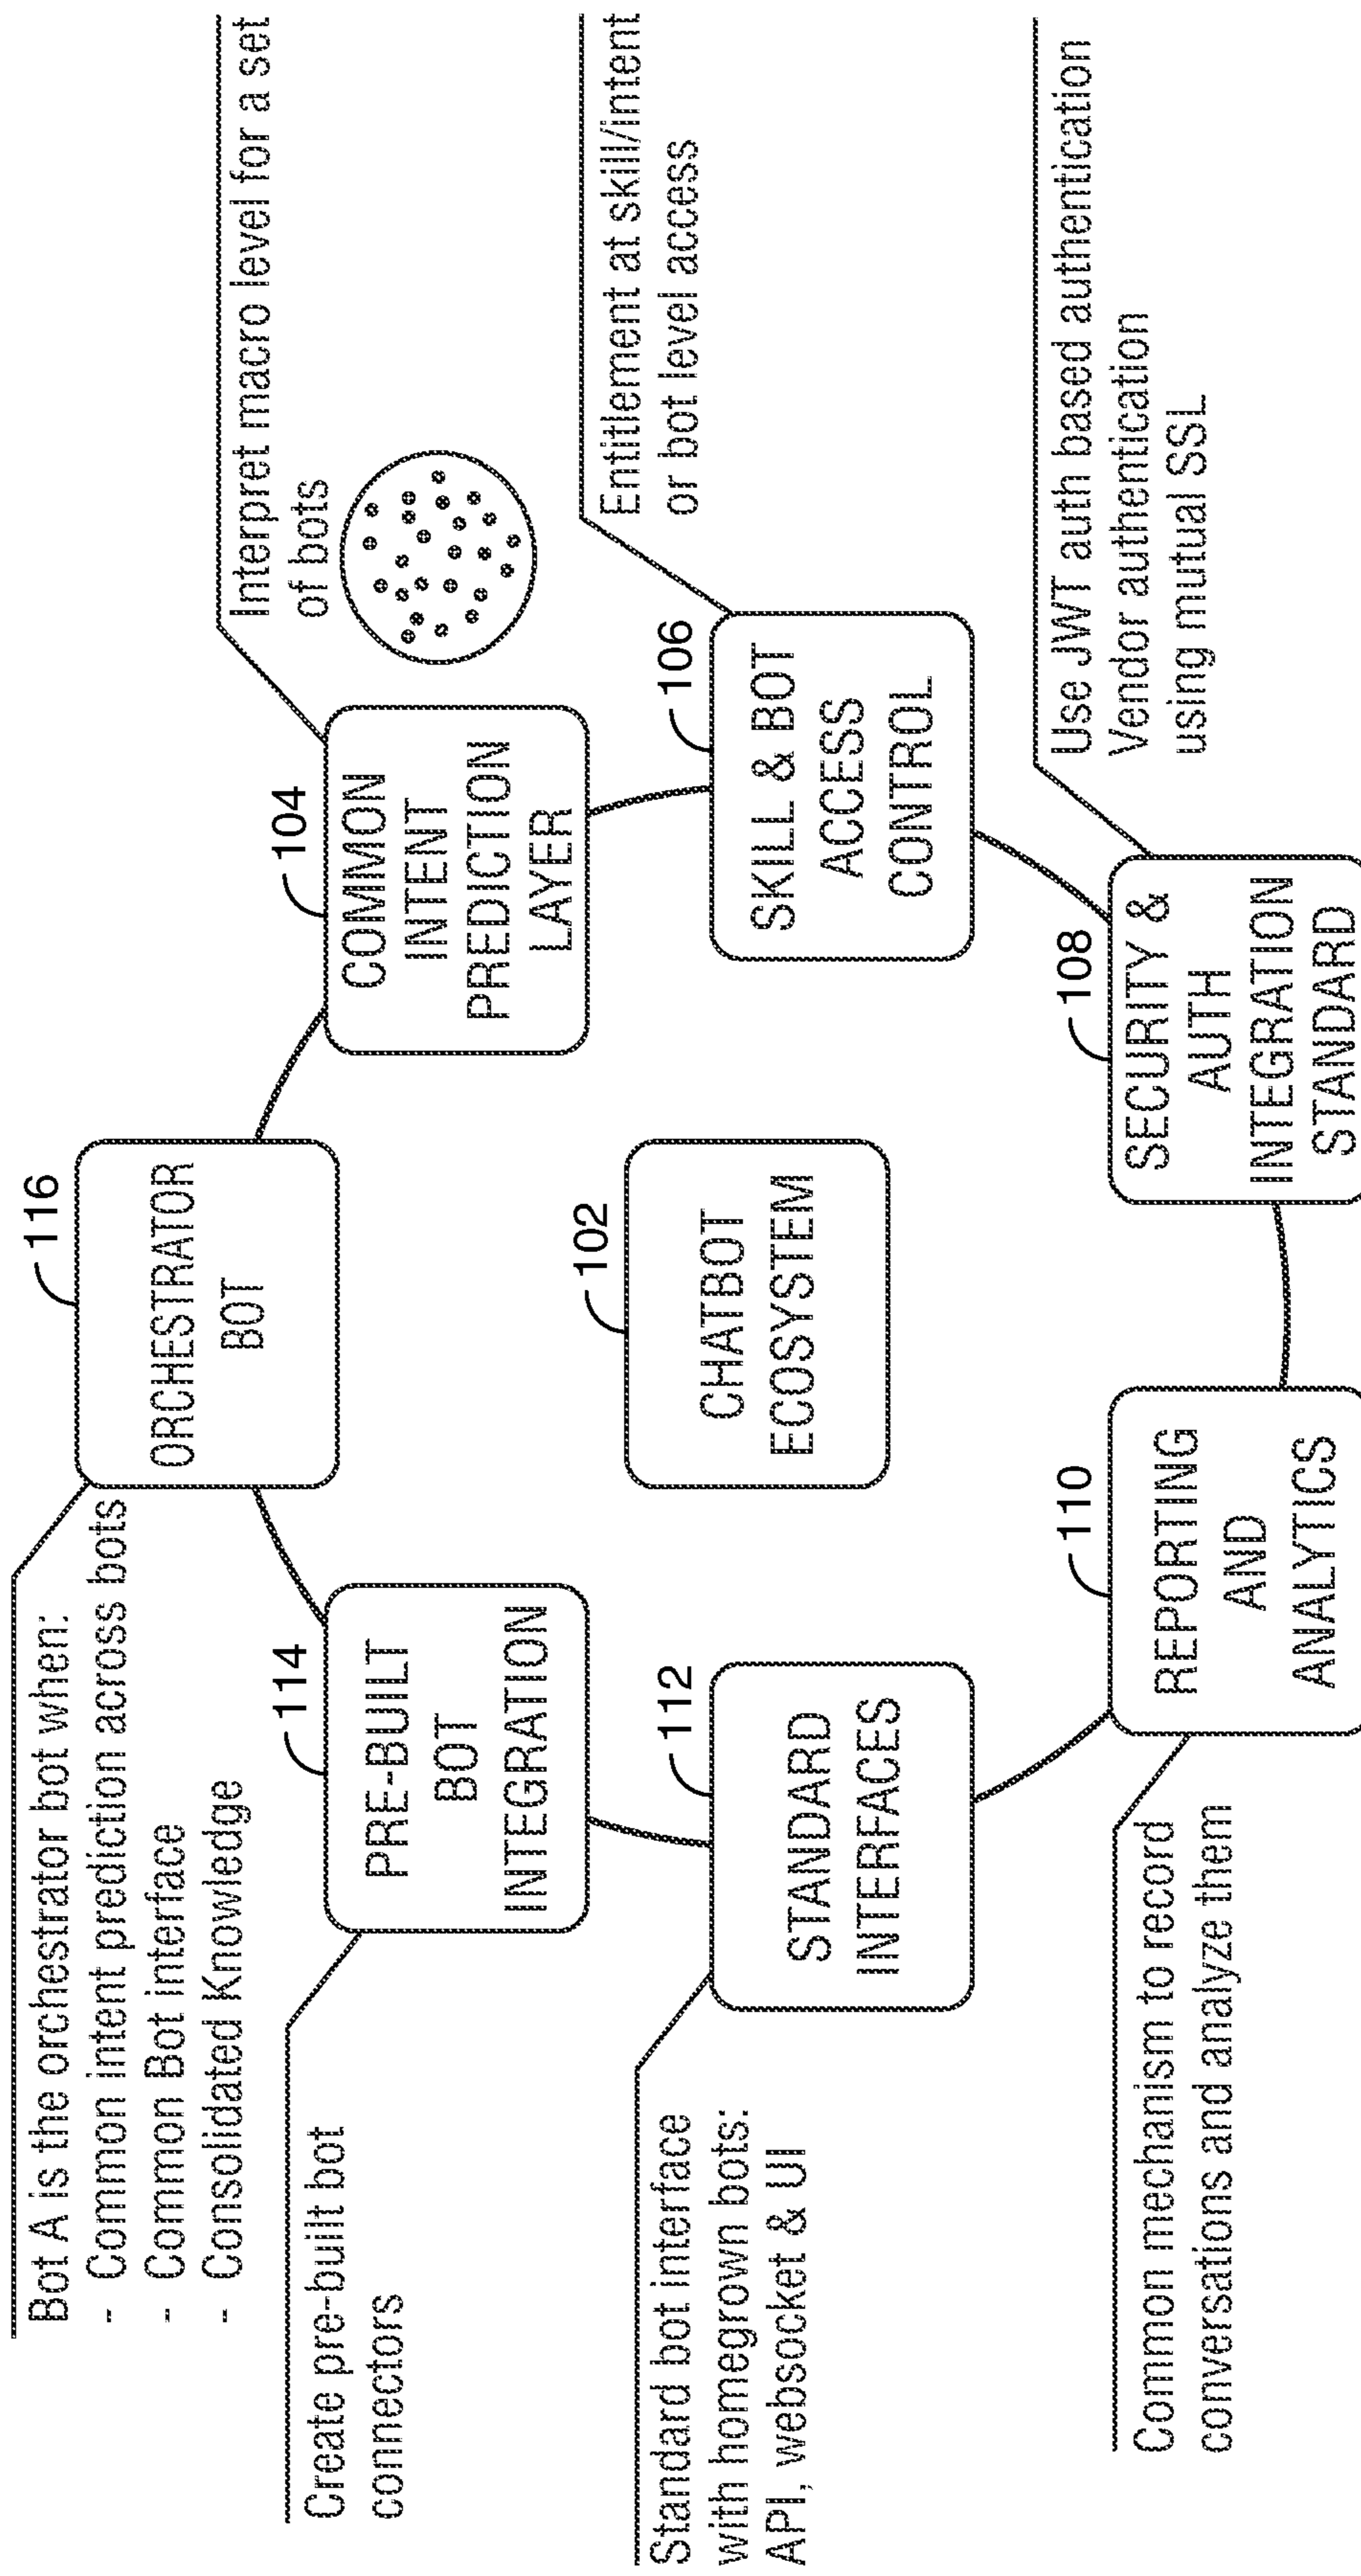 Bot A is the orchestrator bot when:
- Common intent prediction across bots
- Common Bot interface
- Consolidated Knowledge
116
ORCHESTRATOR
BOT
104
COMMON
INTENT
PREDICTION
LAYER
Interpret macro level for a set
of bots
114
PRE-BUILT
BOT
INTEGRATION
Create pre-built bot
connectors
102
CHATBOT
ECOSYSTEM
106
SKILL & BOT
ACCESS
CONTROL
Entitlement at skill/intent
or bot level access
112
STANDARD
INTERFACES
Standard bot interface
with homegrown bots:
API, websocket & UI
108
SECURITY &
AUTH
INTEGRATION
STANDARD
Use JWT auth based authentication
Vendor authentication
using mutual SSL
110
REPORTING
AND
ANALYTICS
Common mechanism to record
conversations and analyze them